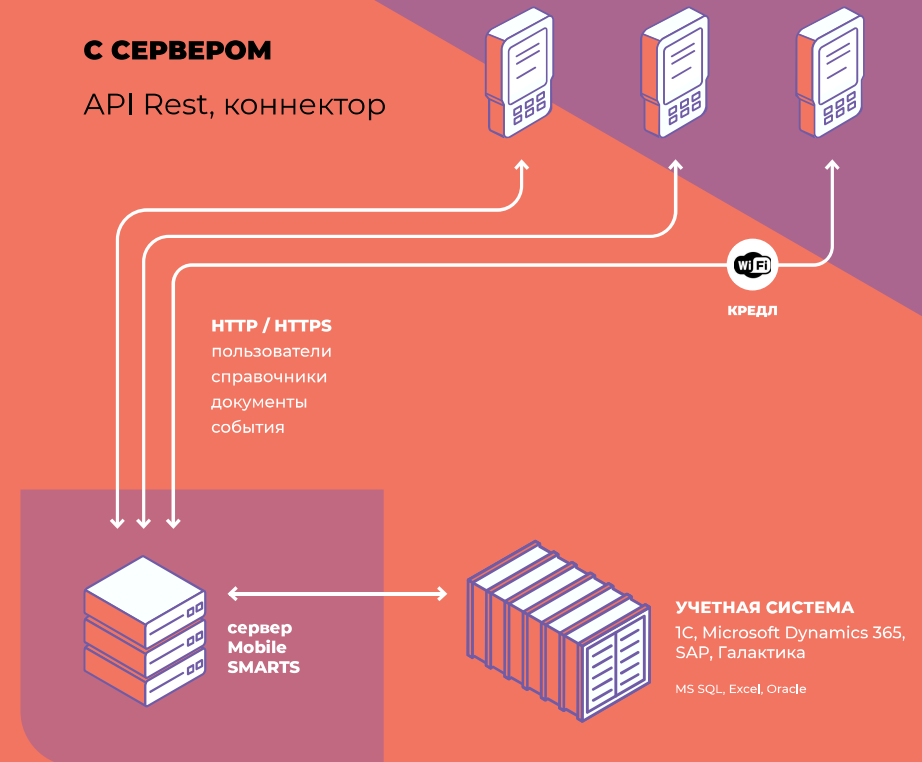 С СЕРВЕРОМ
API Rest, коннектор
WiFi
КРЕДЛ
HTTP / HTTPS
пользователи
справочники
документы
события
сервер
Mobile
SMARTS
УЧЕТНАЯ СИСТЕМА
1С, Microsoft Dynamics 365,
SAP, Галактика
MS SQL, Excel, Oracle